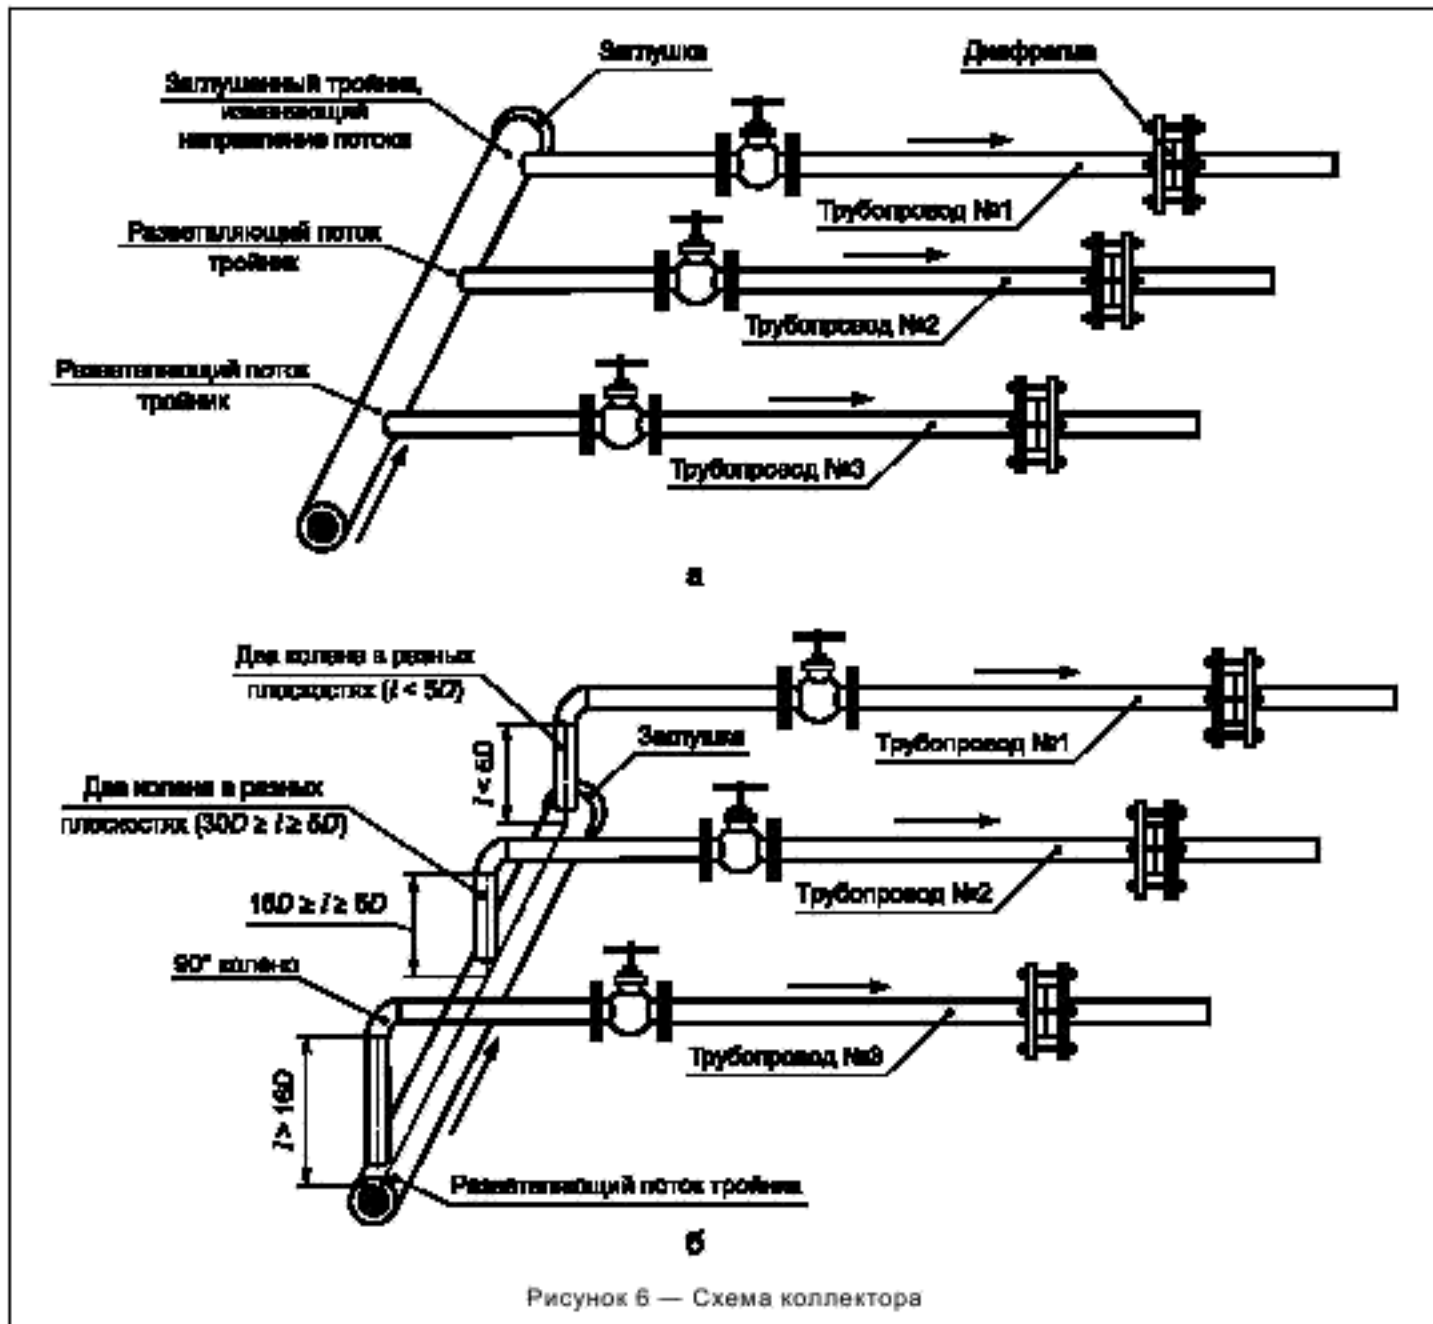 Заглушка
Диафрагма
Заглушенный тройник,
изменяющий
направление потока
Трубопровод №1
Разветвляющий поток
тройник
Трубопровод №2
Разветвляющий поток
тройник
Трубопровод №3
а
Два колена в разных
плоскостях (l < 5D)
Заглушка
Трубопровод №1
l < 5D
Два колена в разных
плоскостях (30D ≥ l ≥ 5D)
Трубопровод №2
15D ≥ l ≥ 5D
90° колено
Трубопровод №3
l > 15D
Разветвляющий поток тройник
б
Рисунок 6 — Схема коллектора